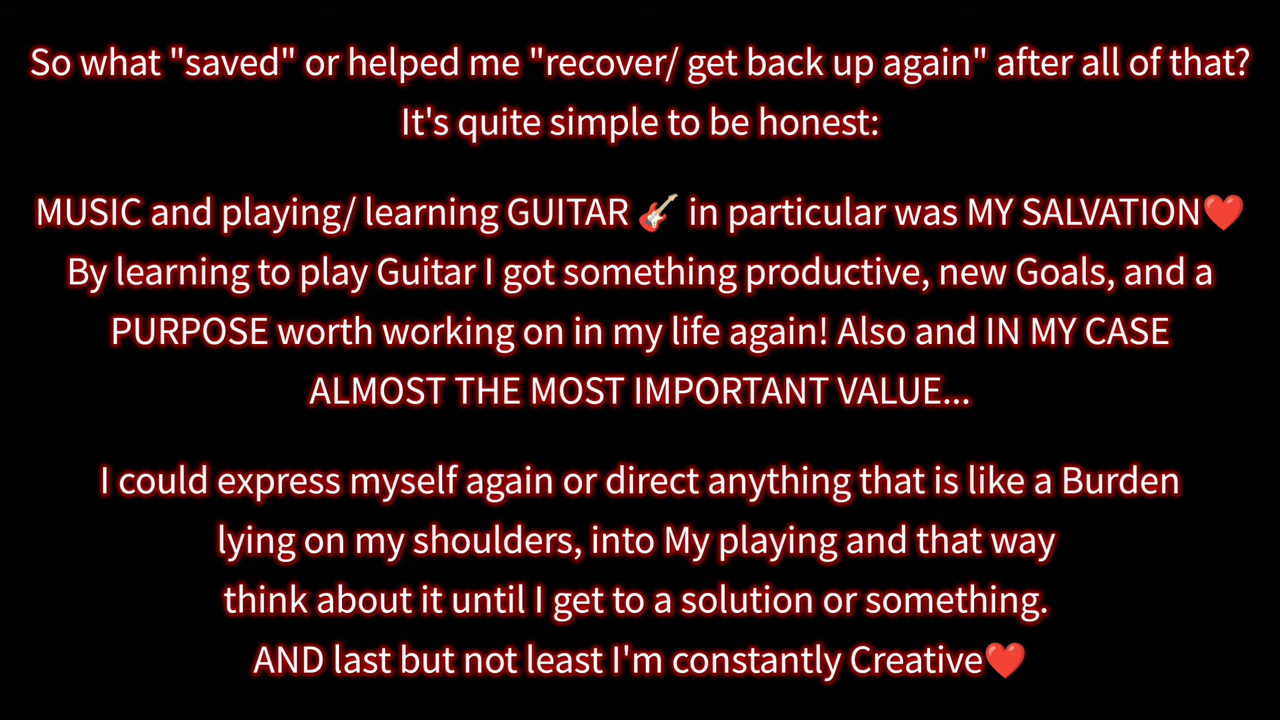 So what "saved" or helped me "recover/ get back up again" after all of that?
It's quite simple to be honest:
MUSIC and playing/ learning GUITAR 🎸 in particular was MY SALVATION❤️
By learning to play Guitar I got something productive, new Goals, and a
PURPOSE worth working on in my life again! Also and IN MY CASE
ALMOST THE MOST IMPORTANT VALUE...
I could express myself again or direct anything that is like a Burden
lying on my shoulders, into My playing and that way
think about it until I get to a solution or something.
AND last but not least I'm constantly Creative❤️